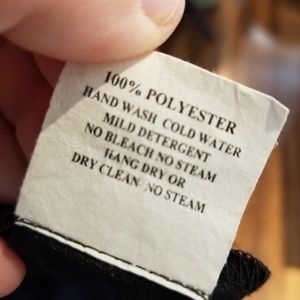 100% POLYESTER
HAND WASH COLD WATER
MILD DETERGENT
NO BLEACH NO STEAM
HANG DRY OR
DRY CLEAN- NO STEAM